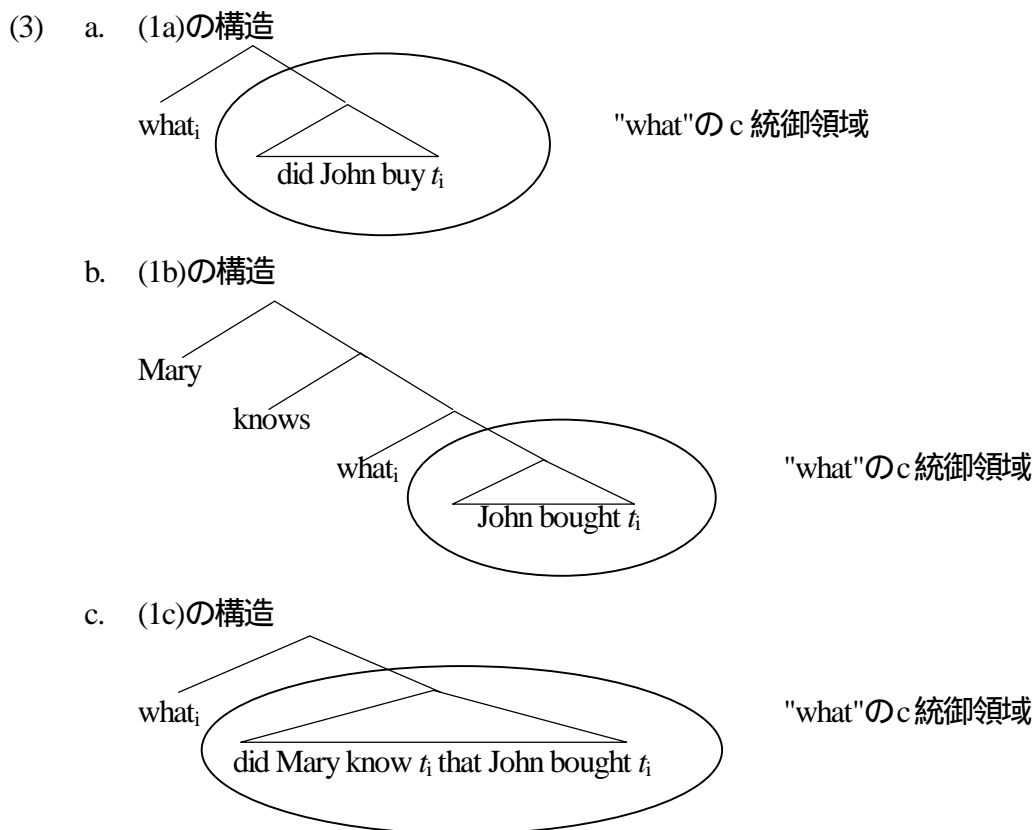 (3) a. (1a)の構造
whatᵢ
"what"の c 統御領域
did John buy tᵢ
b. (1b)の構造
Mary
knows
whatᵢ
"what"のc統御領域
John bought tᵢ
c. (1c)の構造
whatᵢ
"what"のc統御領域
did Mary know tᵢ that John bought tᵢ